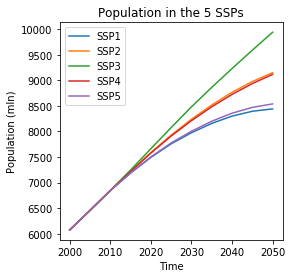 Population in the 5 SSPs
SSP1
SSP2
SSP3
SSP4
SSP5
10000
9500
9000
8500
8000
7500
7000
6500
6000
Population (mln)
2000 2010 2020 2030 2040 2050
Time